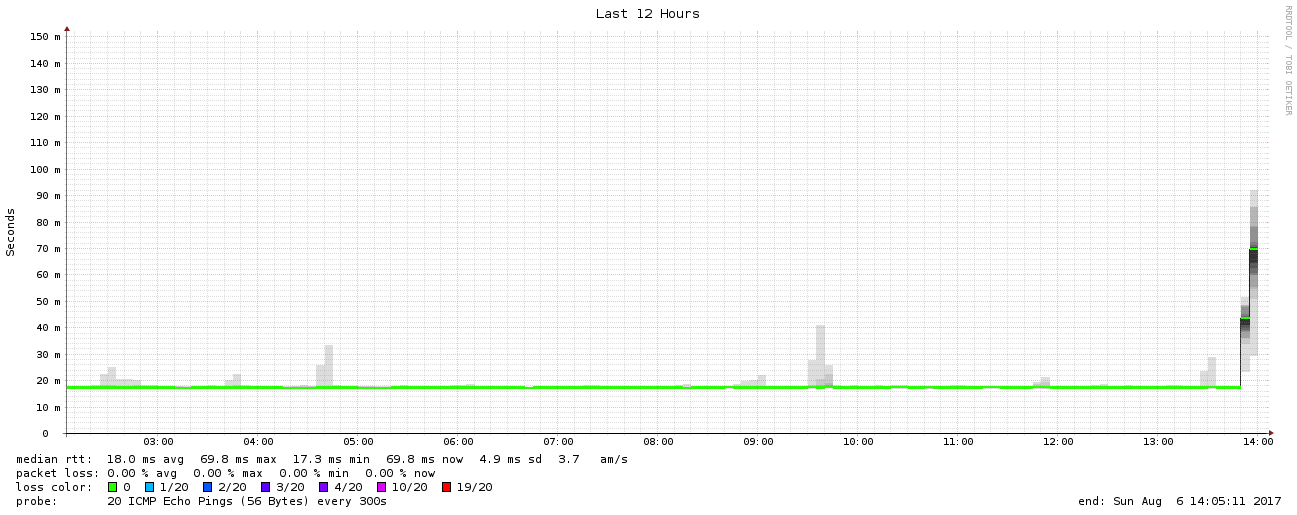 Last 12 Hours
RRDTOOL / TOBI OETIKER
Seconds
150 m
140 m
130 m
120 m
110 m
100 m
90 m
80 m
70 m
60 m
50 m
40 m
30 m
20 m
10 m
0
03:00 04:00 05:00 06:00 07:00 08:00 09:00 10:00 11:00 12:00 13:00 14:00
median rtt: 18.0 ms avg 69.8 ms max 17.3 ms min 69.8 ms now 4.9 ms sd 3.7 am/s
packet loss: 0.00 % avg 0.00 % max 0.00 % min 0.00 % now
loss color: 0 1/20 2/20 3/20 4/20 10/20 19/20
probe: 20 ICMP Echo Pings (56 Bytes) every 300s end: Sun Aug 6 14:05:11 2017